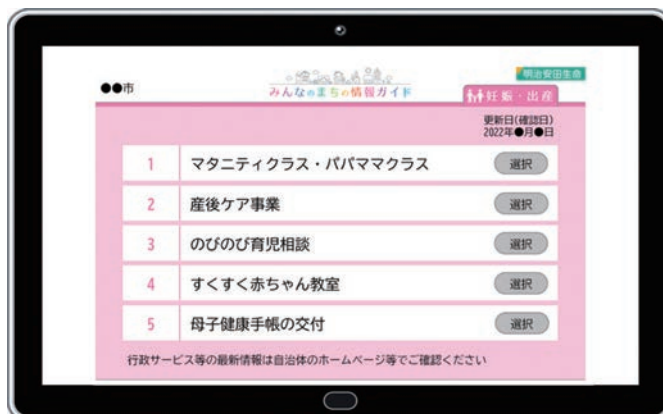 ●●市
みんなのまちの情報ガイド
明治安田生命
妊娠・出産
更新日(確認日)
2022年●月●日
1 マタニティクラス・パパママクラス 選択
2 産後ケア事業 選択
3 のびのび育児相談 選択
4 すくすく赤ちゃん教室 選択
5 母子健康手帳の交付 選択
行政サービス等の最新情報は自治体のホームページ等でご確認ください